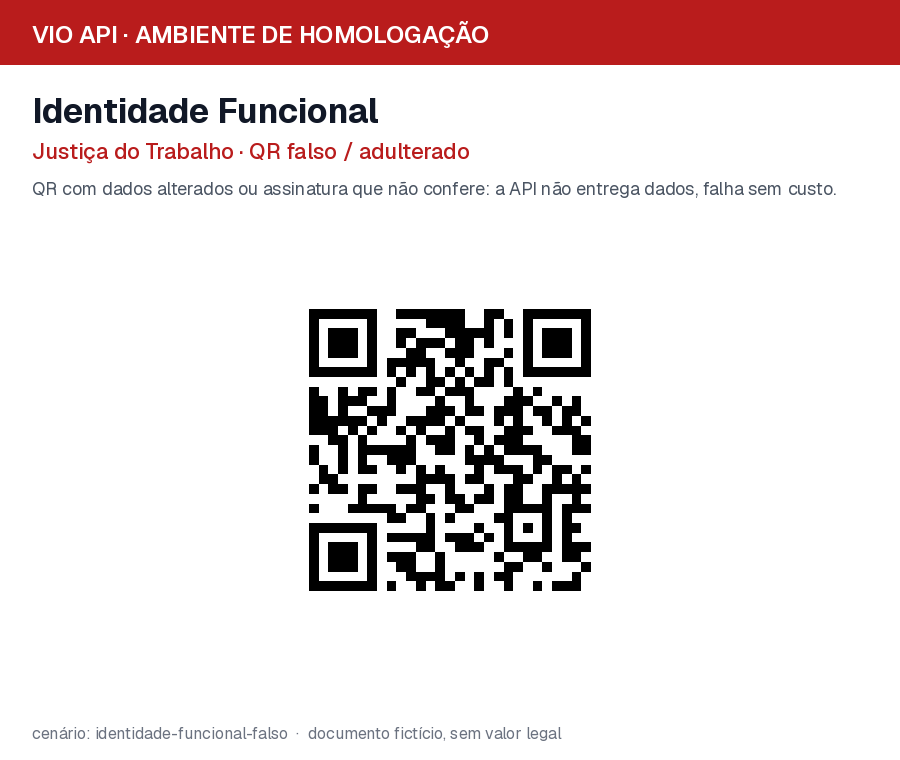 VIO API · AMBIENTE DE HOMOLOGAÇÃO
Identidade Funcional
Justiça do Trabalho · QR falso / adulterado
QR com dados alterados ou assinatura que não confere: a API não entrega dados, falha sem custo.
cenário: identidade-funcional-falso · documento fictício, sem valor legal